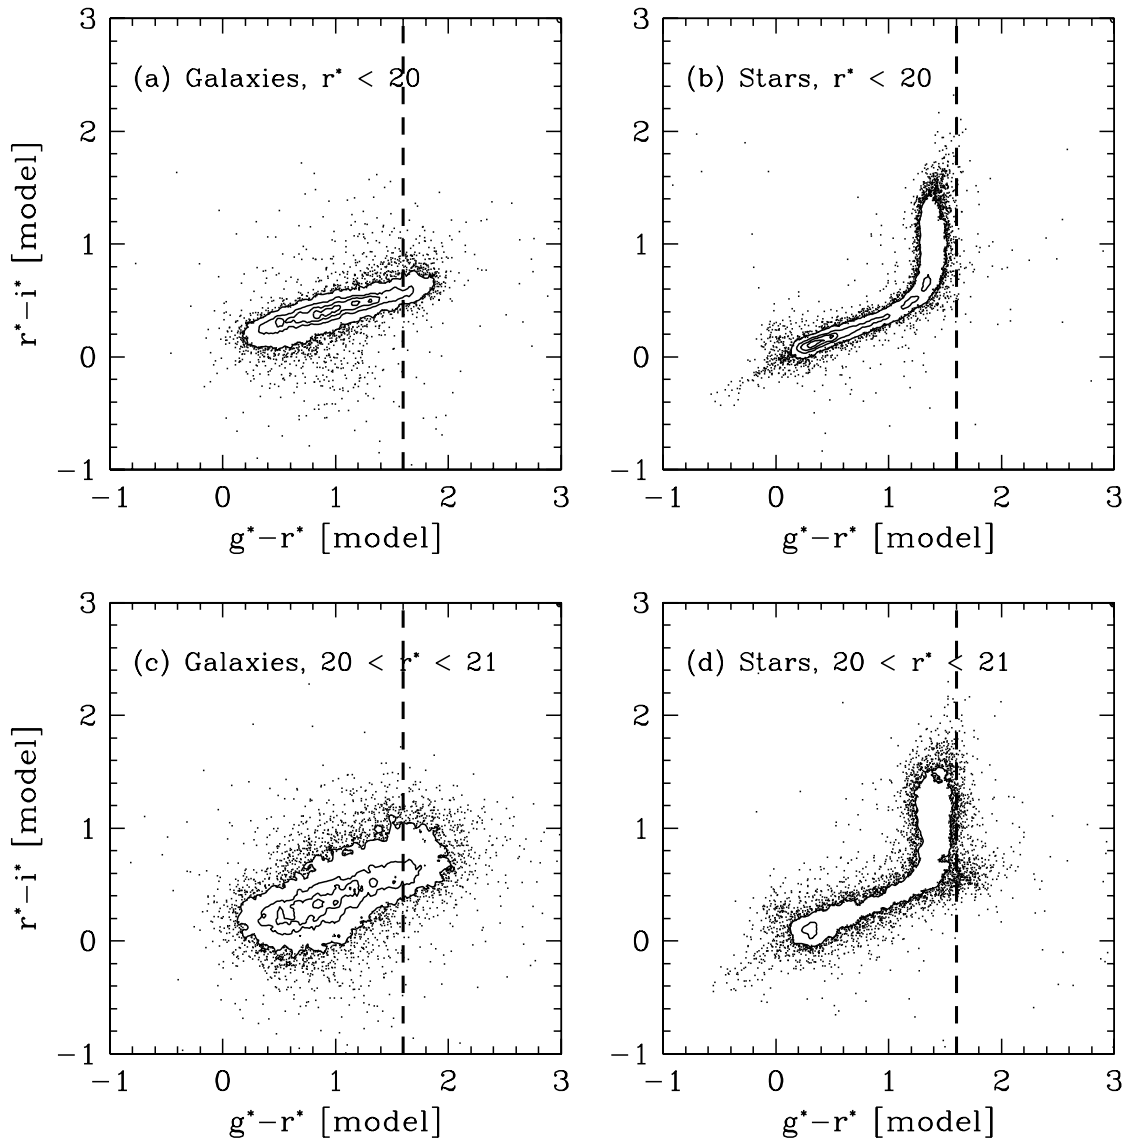 (a) Galaxies, r* < 20
3
2
1
0
−1
r*−i* [model]
−1 0 1 2 3
g*−r* [model]
(b) Stars, r* < 20
3
2
1
0
−1
−1 0 1 2 3
g*−r* [model]
(c) Galaxies, 20 < r* < 21
3
2
1
0
−1
r*−i* [model]
−1 0 1 2 3
g*−r* [model]
(d) Stars, 20 < r* < 21
3
2
1
0
−1
−1 0 1 2 3
g*−r* [model]